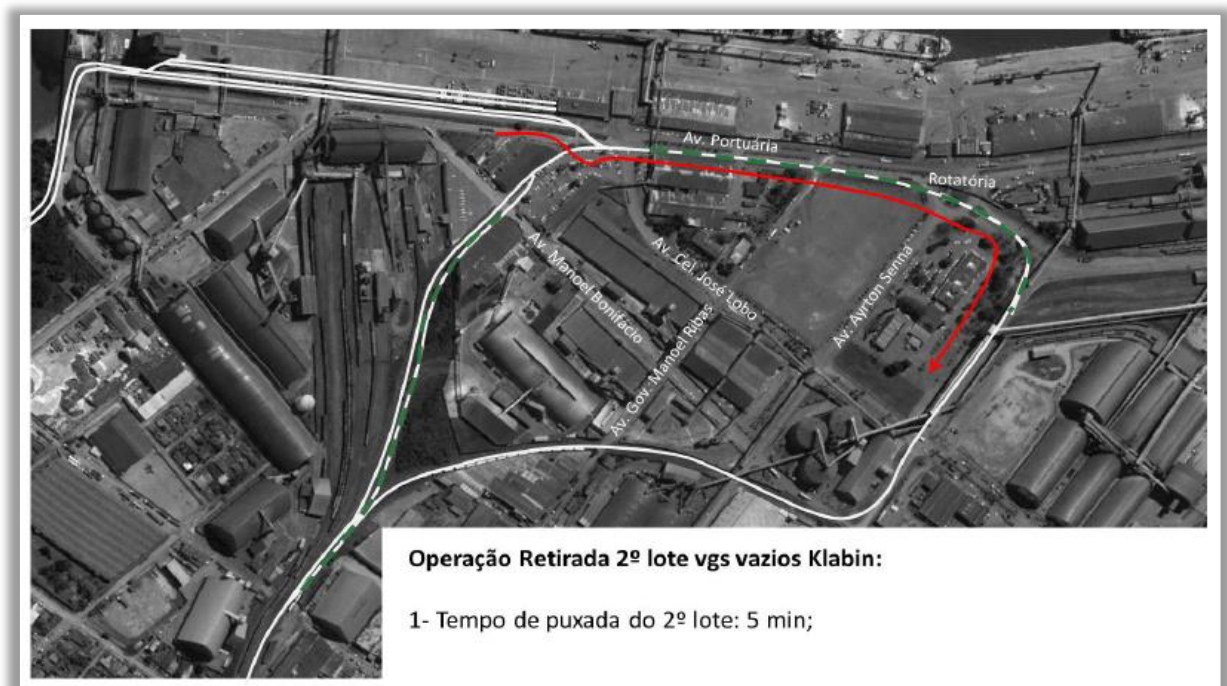 Av. Portuária
Rotatória
Av. Manoel Bonifácio
Av. Cel. José Lobo
Av. Gov. Manoel Ribas
Av. Ayrton Senna
Operação Retirada 2º lote vgs vazios Klabin:
1- Tempo de puxada do 2º lote: 5 min;